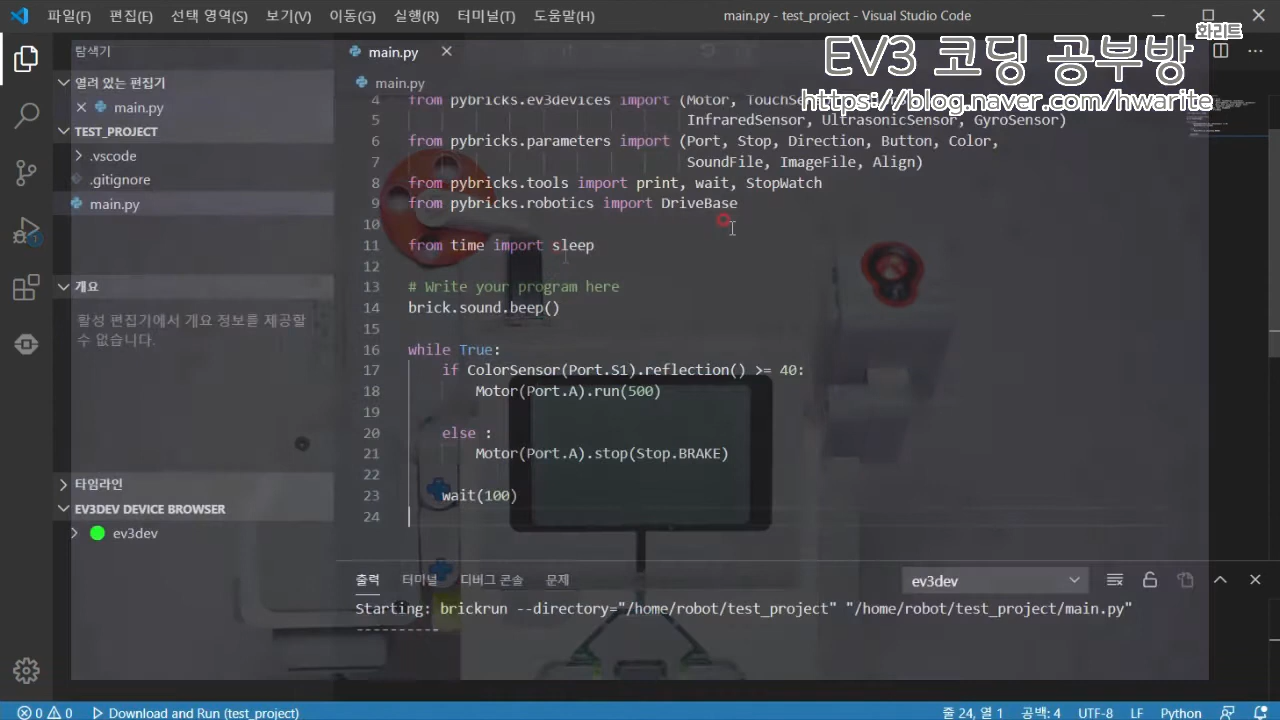 파일(F) 편집(E) 선택 영역(S) 보기(V) 이동(G) 실행(R) 터미널(T) 도움말(H) main.py - test_project - Visual Studio Code
화리트
EV3 코딩 공부방
https://blog.naver.com/hwarite
탐색기
열려 있는 편집기
main.py
TEST_PROJECT
.vscode
.gitignore
main.py
개요
활성 편집기에서 개요 정보를 제공할
수 없습니다.
타임라인
EV3DEV DEVICE BROWSER
ev3dev
main.py
main.py
4 from pybricks.ev3devices import (Motor,
5 InfraredSensor, UltrasonicSensor, GyroSensor)
6 from pybricks.parameters import (Port, Stop, Direction, Button, Color,
7 SoundFile, ImageFile, Align)
8 from pybricks.tools import print, wait, StopWatch
9 from pybricks.robotics import DriveBase
10
11 from time import sleep
12
13 # Write your program here
14 brick.sound.beep()
15
16 while True:
17 if ColorSensor(Port.S1).reflection() >= 40:
18 Motor(Port.A).run(500)
19
20 else :
21 Motor(Port.A).stop(Stop.BRAKE)
22
23 wait(100)
24
출력 터미널 디버그 콘솔 문제 ev3dev
Starting: brickrun --directory="/home/robot/test_project" "/home/robot/test_project/main.py"
----------
0 0 Download and Run (test_project) 줄 24, 열 1 공백: 4 UTF-8 LF Python